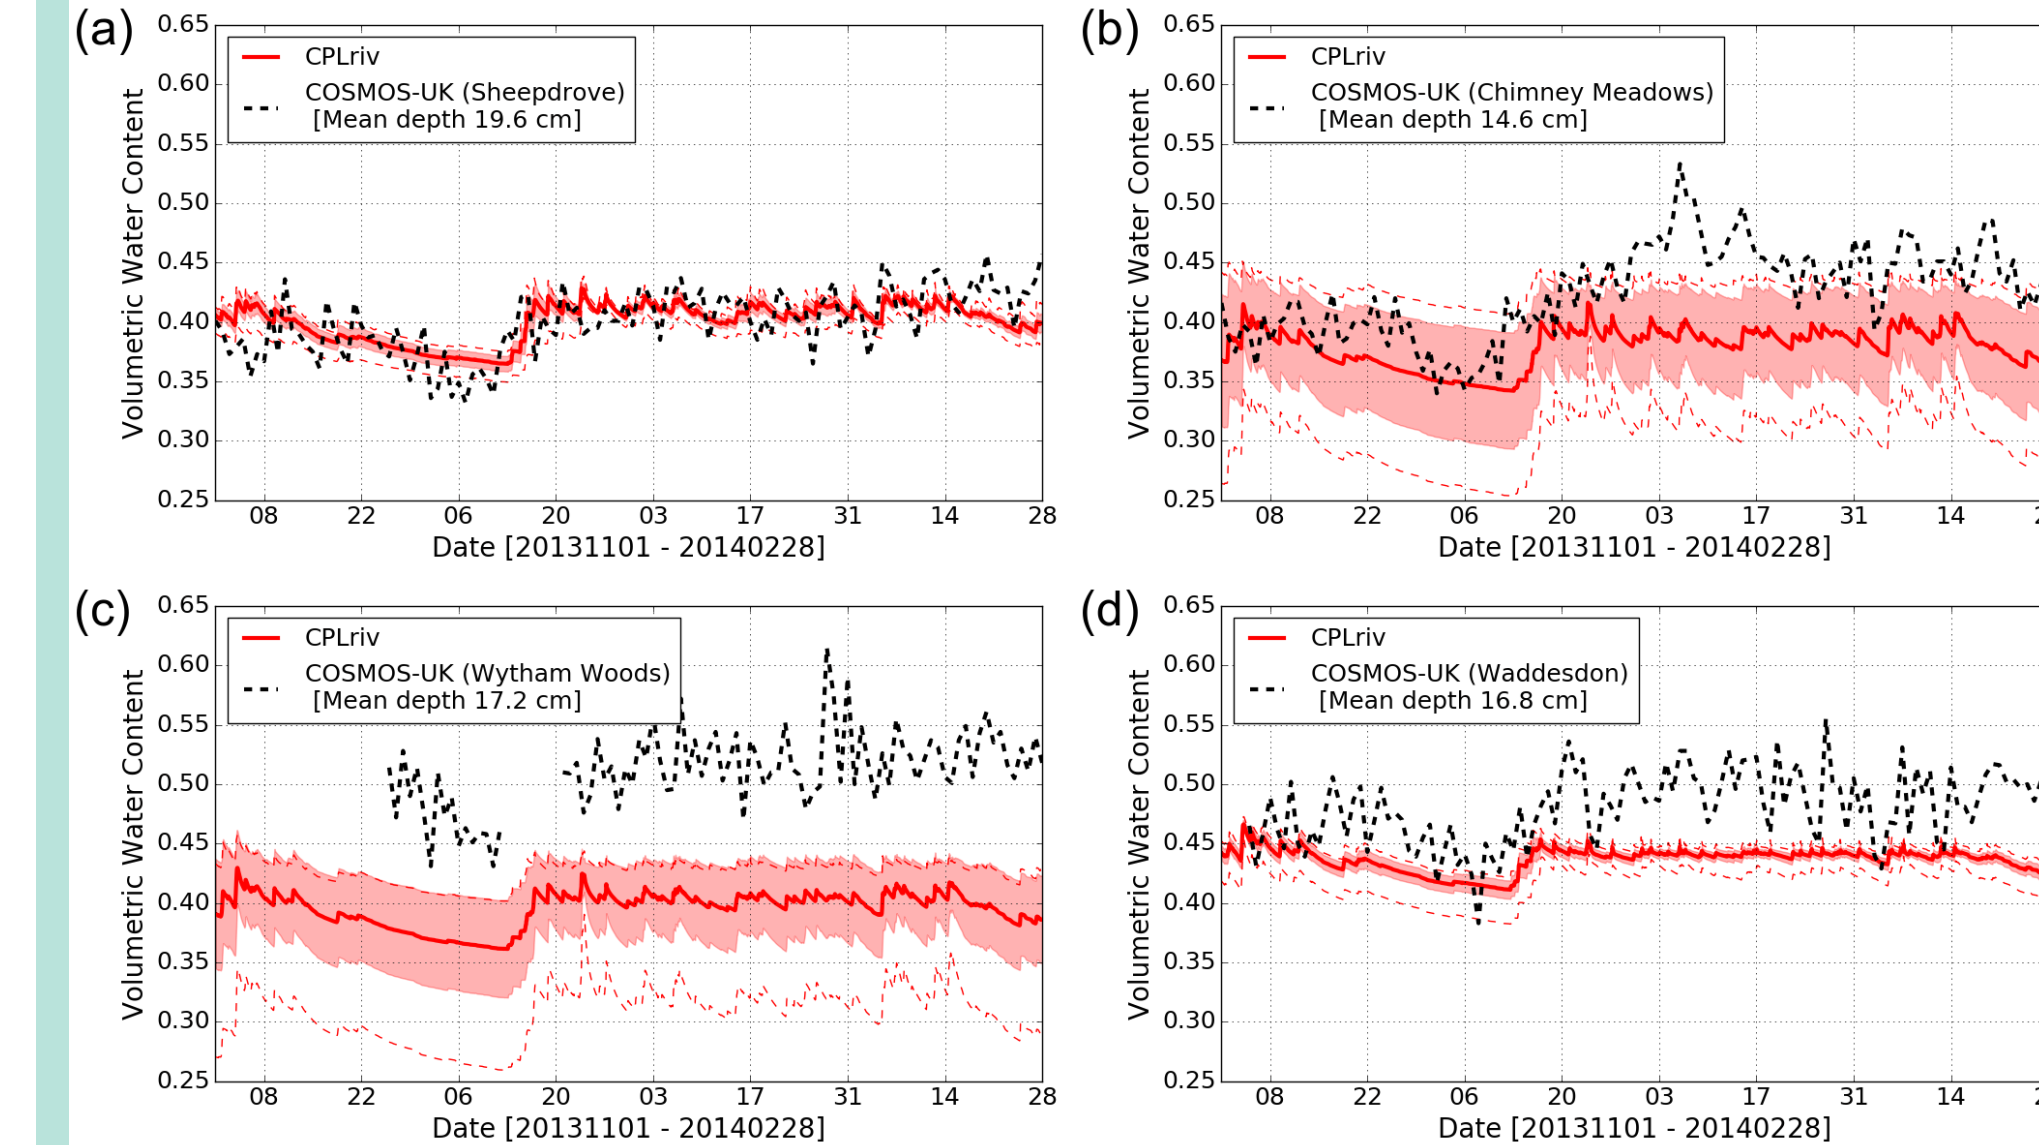 (a)
0.65
0.60
0.55
0.50
0.45
0.40
0.35
0.30
0.25
Volumetric Water Content
CPLriv
COSMOS-UK (Sheepdrove)
[Mean depth 19.6 cm]
08 22 06 20 03 17 31 14 28
Date [20131101 - 20140228]
(b)
0.65
0.60
0.55
0.50
0.45
0.40
0.35
0.30
0.25
Volumetric Water Content
CPLriv
COSMOS-UK (Chimney Meadows)
[Mean depth 14.6 cm]
08 22 06 20 03 17 31 14
Date [20131101 - 20140228]
(c)
0.65
0.60
0.55
0.50
0.45
0.40
0.35
0.30
0.25
Volumetric Water Content
CPLriv
COSMOS-UK (Wytham Woods)
[Mean depth 17.2 cm]
08 22 06 20 03 17 31 14 28
Date [20131101 - 20140228]
(d)
0.65
0.60
0.55
0.50
0.45
0.40
0.35
0.30
0.25
Volumetric Water Content
CPLriv
COSMOS-UK (Waddesdon)
[Mean depth 16.8 cm]
08 22 06 20 03 17 31 14
Date [20131101 - 20140228]